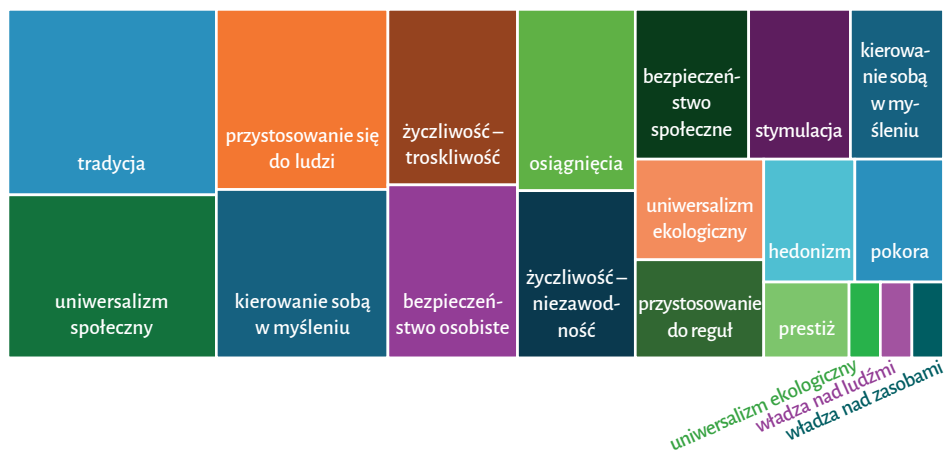 tradycja
przystosowanie się
do ludzi
życzliwość –
troskliwość
osiągnięcia
bezpieczeń-
stwo
społeczne
stymulacja
kierowa-
nie sobą
w my-
śleniu
uniwersalizm
społeczny
kierowanie sobą
w myśleniu
bezpieczeń-
stwo osobiste
życzliwość –
niezawod-
ność
uniwersalizm
ekologiczny
hedonizm
pokora
przystosowanie
do reguł
prestiż
uniwersalizm ekologiczny
władza nad ludźmi
władza nad zasobami